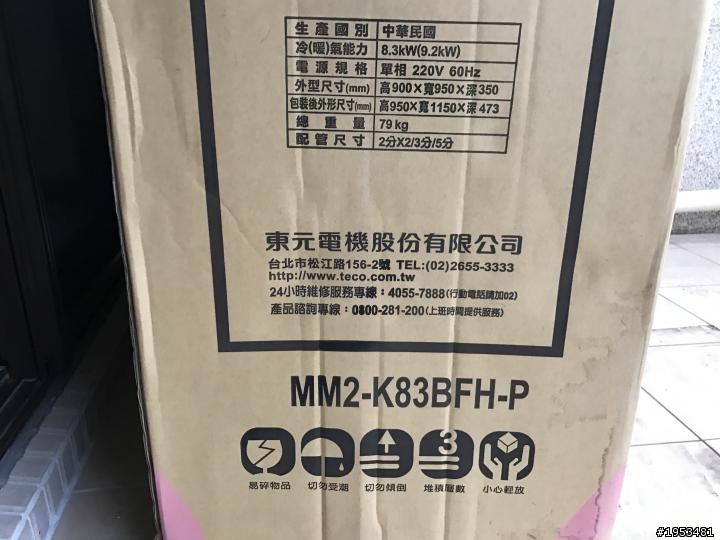 生產國別 中華民國
冷(暖)氣能力 8.3kW(9.2kW)
電源規格 單相 220V 60Hz
外型尺寸(mm) 高900×寬950×深350
包裝後外形尺寸(mm) 高950×寬1150×深473
總重量 79kg
配管尺寸 2分X2/3分/5分
東元電機股份有限公司
台北市松江路156-2號 TEL:(02)2655-3333
http://www.teco.com.tw
24小時維修服務專線：4055-7888(行動電話請加02)
產品諮詢專線：0800-281-200(上班時間提供服務)
MM2-K83BFH-P
3
易碎物品 切勿受潮 切勿傾倒 堆積層數 小心輕放
#1953481